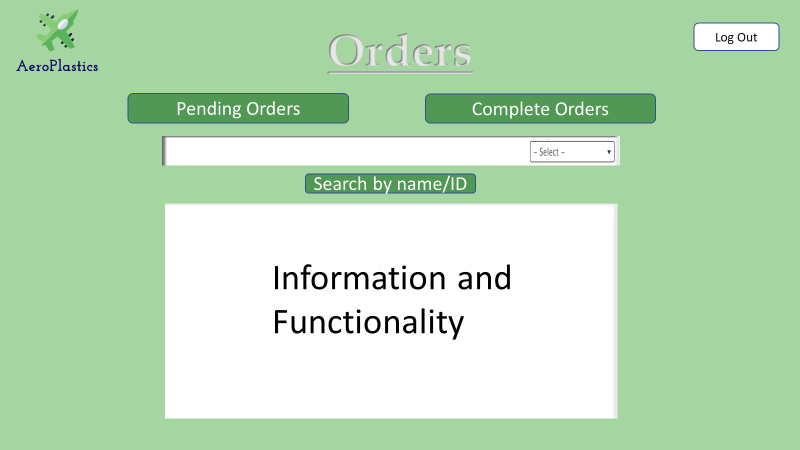 AeroPlastics
Orders
Log Out
Pending Orders
Complete Orders
– Select –
Search by name/ID
Information and
Functionality